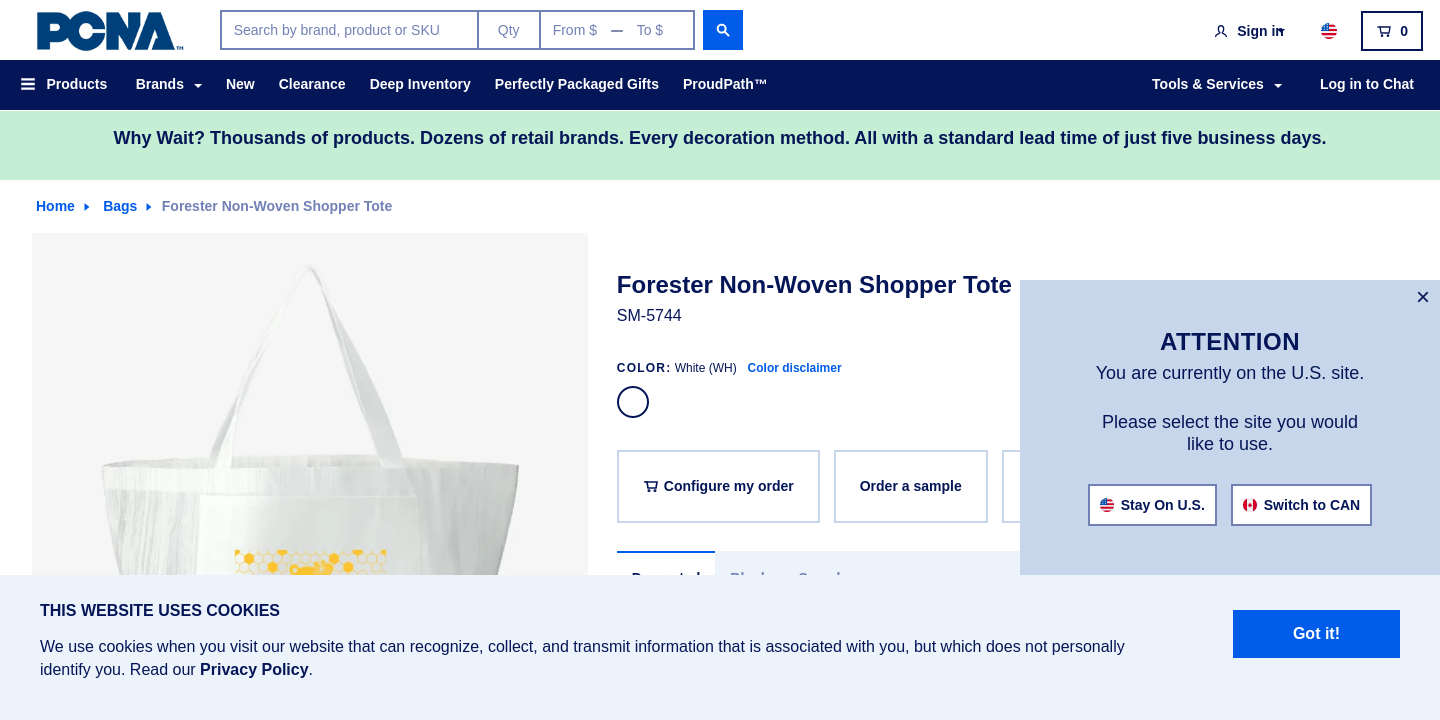 PCNA™
Search by brand, product or SKU
Qty
From $ — To $
Sign in
0
Products
Brands
New
Clearance
Deep Inventory
Perfectly Packaged Gifts
ProudPath™
Tools & Services
Log in to Chat
Why Wait? Thousands of products. Dozens of retail brands. Every decoration method. All with a standard lead time of just five business days.
Home
Bags
Forester Non-Woven Shopper Tote
Forester Non-Woven Shopper Tote
SM-5744
COLOR: White (WH) Color disclaimer
Configure my order
Order a sample
×
ATTENTION
You are currently on the U.S. site.
Please select the site you would
like to use.
Stay On U.S.
Switch to CAN
THIS WEBSITE USES COOKIES
We use cookies when you visit our website that can recognize, collect, and transmit information that is associated with you, but which does not personally
identify you. Read our Privacy Policy.
Got it!